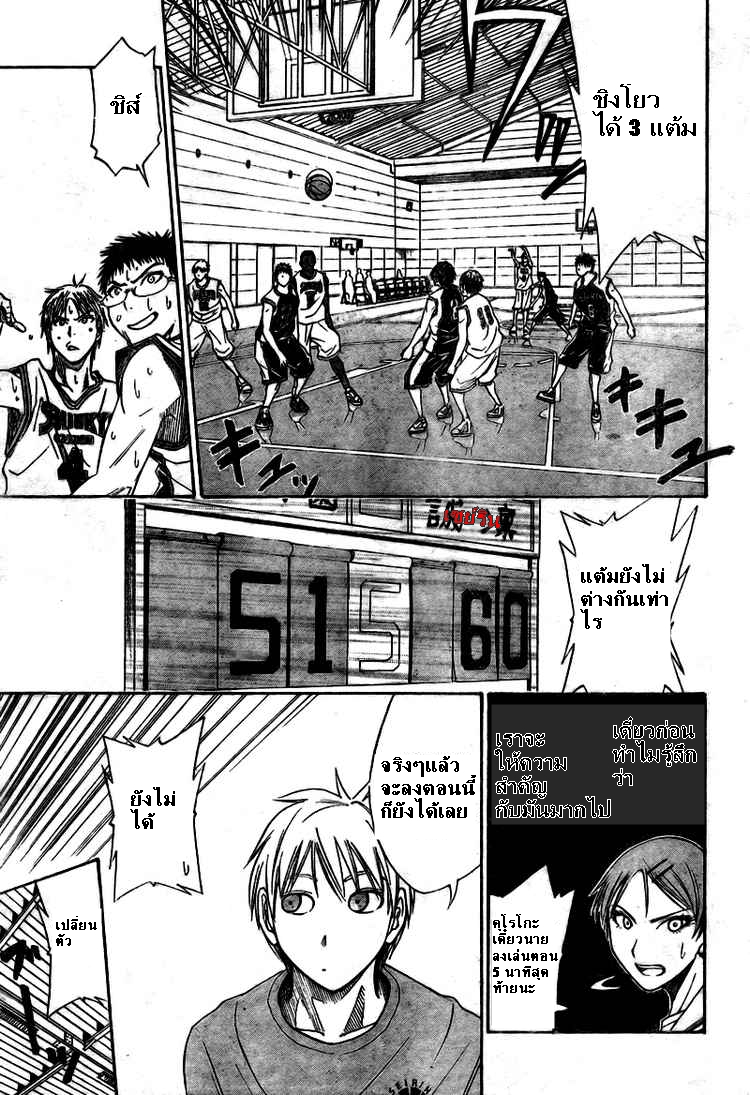 ชิงโยว
ได้ 3 แต้ม
ชิส์
キュッ
キュッ
เซย์ริน
51
5
60
แต้มยังไม่
ต่างกันเท่า
ไร
เดี๋ยวก่อน
ทำไมรู้สึก
ว่า
เราจะ
ให้ความ
สำคัญ
กับมันมากไป
คุโรโกะ
เดี๋ยวนาย
ลงเล่นตอน
5 นาทีสุด
ท้ายนะ
จริงๆแล้ว
จะลงตอนนี้
ก็ยังได้เลย
ยังไม่
ได้
เปลี่ยน
ตัว
SEIRIN